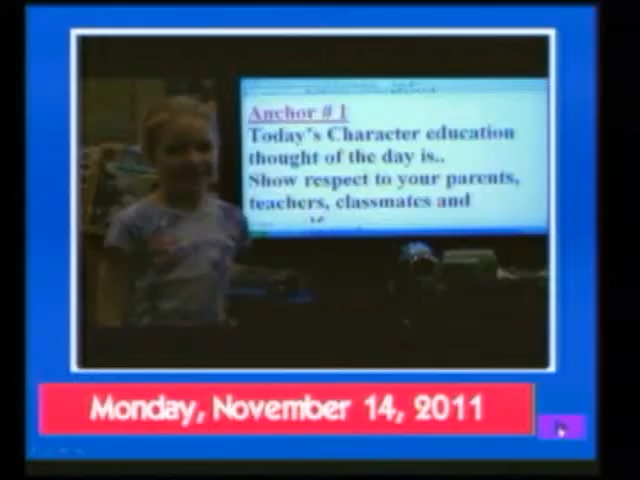 Anchor # 1
Today's Character education
thought of the day is..
Show respect to your parents,
teachers, classmates and
Monday, November 14, 2011